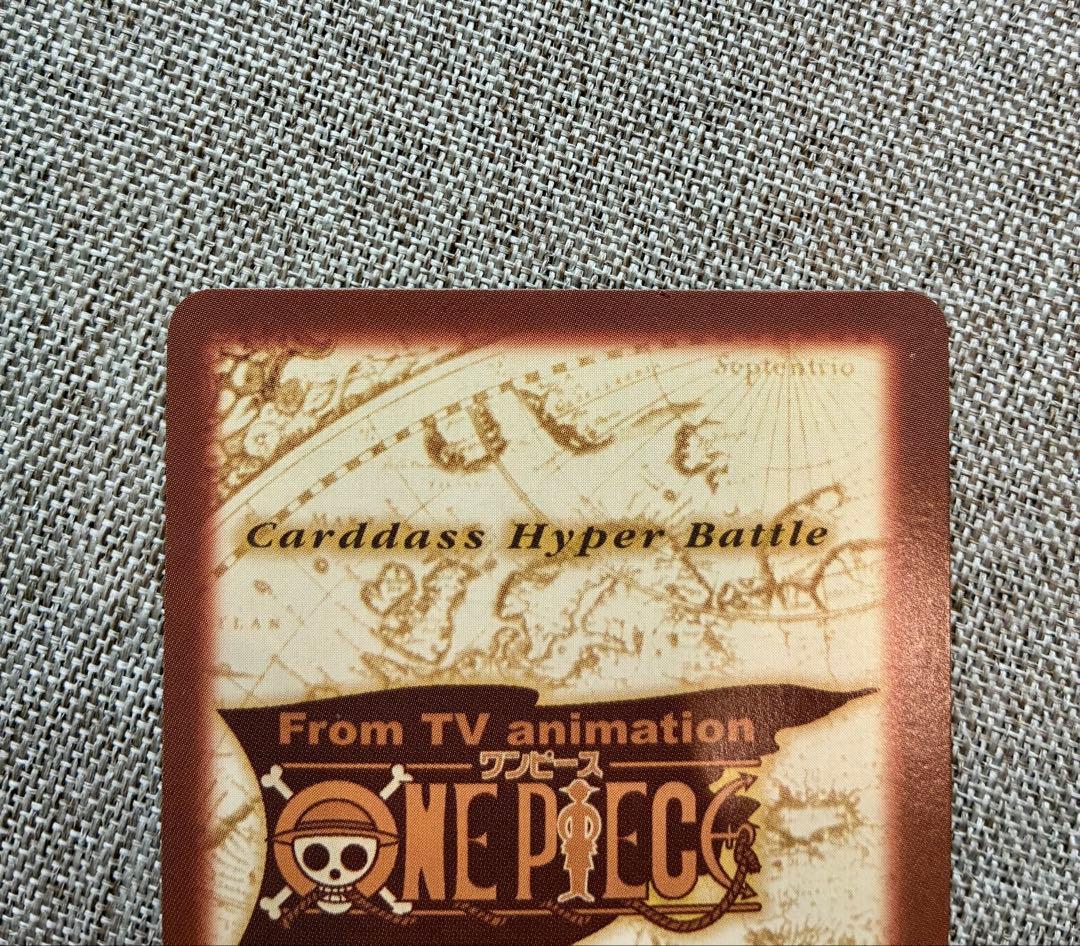 Septentrio
Carddass Hyper Battle
From TV animation
ワンピース
ONE PIECE